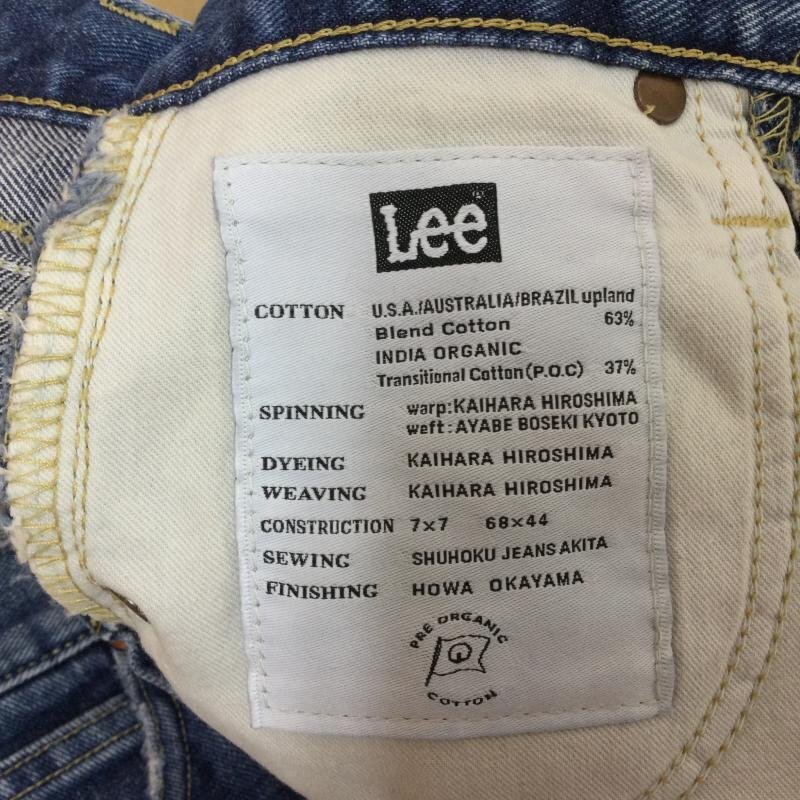 Lee
COTTON U.S.A./AUSTRALIA/BRAZIL upland
Blend Cotton 63%
INDIA ORGANIC
Transitional Cotton(P.O.C) 37%
SPINNING warp:KAIHARA HIROSHIMA
weft:AYABE BOSEKI KYOTO
DYEING KAIHARA HIROSHIMA
WEAVING KAIHARA HIROSHIMA
CONSTRUCTION 7×7 68×44
SEWING SHUHOKU JEANS AKITA
FINISHING HOWA OKAYAMA
PRE ORGANIC
COTTON